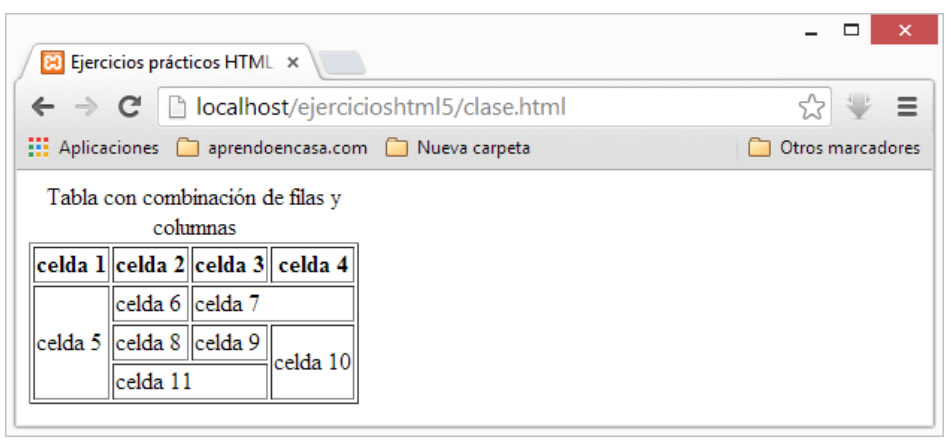 Ejercicios prácticos HTML
localhost/ejercicioshtml5/clase.html
Aplicaciones aprendoencasa.com Nueva carpeta Otros marcadores
Tabla con combinación de filas y
columnas
celda 1 celda 2 celda 3 celda 4
celda 5 celda 6 celda 7
celda 8 celda 9 celda 10
celda 11